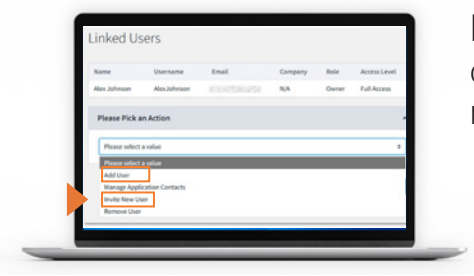 Linked Users
Name Username Email Company Role Access Level
Alex Johnson AlexJohnson N/A Owner Full Access
Please Pick an Action
Please select a value
Please select a value
Add User
Manage Application Contacts
Invite New User
Remove User